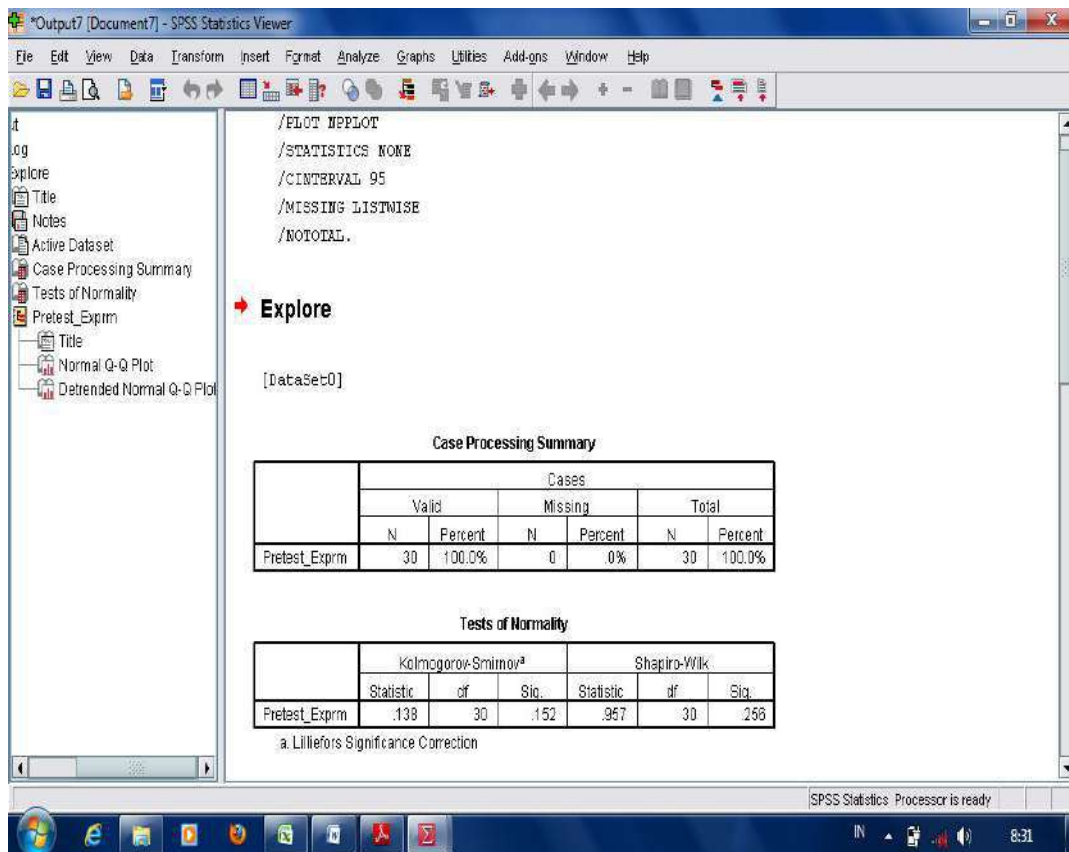 *Output7 [Document7] - SPSS Statistics Viewer
File Edit View Data Transform Insert Format Analyze Graphs Utilities Add-ons Window Help
ut
Log
Explore
Title
Notes
Active Dataset
Case Processing Summary
Tests of Normality
Pretest_Exprm
Title
Normal Q-Q Plot
Detrended Normal Q-Q Plot
/PLOT NPPLOT
/STATISTICS NONE
/CINTERVAL 95
/MISSING LISTWISE
/NOTOTAL.
Explore
[DataSet0]
Case Processing Summary
Cases
Valid Missing Total
N Percent N Percent N Percent
Pretest_Exprm 30 100.0% 0 .0% 30 100.0%
Tests of Normality
Kolmogorov-Smirnovᵃ Shapiro-Wilk
Statistic df Sig. Statistic df Sig.
Pretest_Exprm .138 30 .152 .957 30 .256
a. Lilliefors Significance Correction
SPSS Statistics Processor is ready
IN 8:31